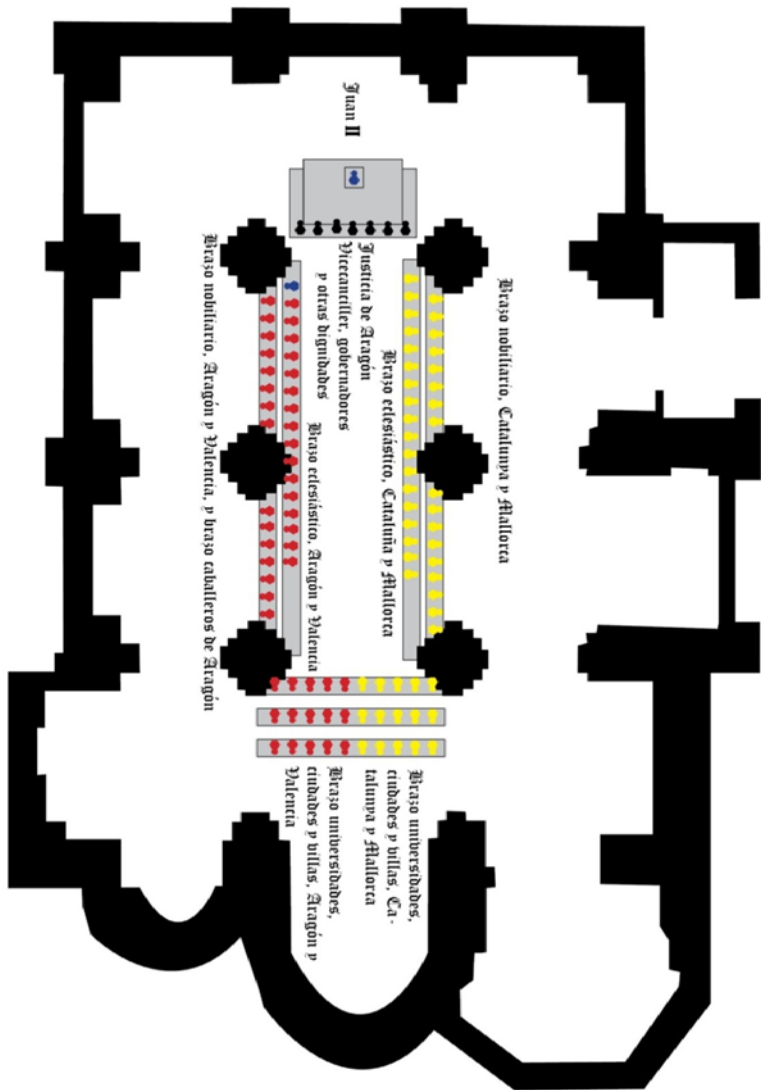 Juan II
Justicia de Aragón
Vicecanciller, gobernadores
y otras dignidades
Brazo nobiliario, Catalunya y Mallorca
Brazo eclesiástico, Cataluña y Mallorca
Brazo eclesiástico, Aragón y Valencia
Brazo nobiliario, Aragón y Valencia, y brazo caballeros de Aragón
Brazo universidades,
ciudades y villas, Ca-
talunya y Mallorca
Brazo universidades,
ciudades y villas, Aragón y
Valencia